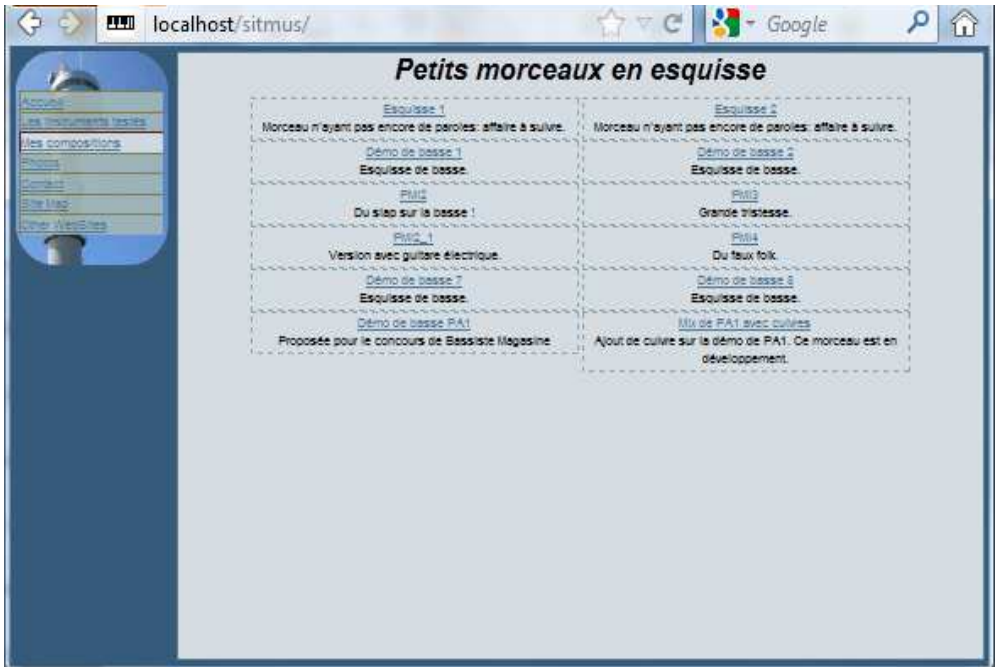 localhost/sitmus/
Google
Petits morceaux en esquisse
Accueil
Les instruments testés
Mes compositions
Photos
Contact
Site Map
Other WebSites
Esquisse 1
Morceau n'ayant pas encore de paroles: affaire à suivre.
Esquisse 2
Morceau n'ayant pas encore de paroles: affaire à suivre.
Démo de basse 1
Esquisse de basse.
Démo de basse 2
Esquisse de basse.
PMI2
Du slap sur la basse !
PMI3
Grande tristesse.
PMI2_1
Version avec guitare électrique.
PMI4
Du faux folk.
Démo de basse 7
Esquisse de basse.
Démo de basse 8
Esquisse de basse.
Démo de basse PA1
Proposée pour le concours de Bassiste Magasine
Mix de PA1 avec cuivres
Ajout de cuivre sur la démo de PA1. Ce morceau est en
développement.